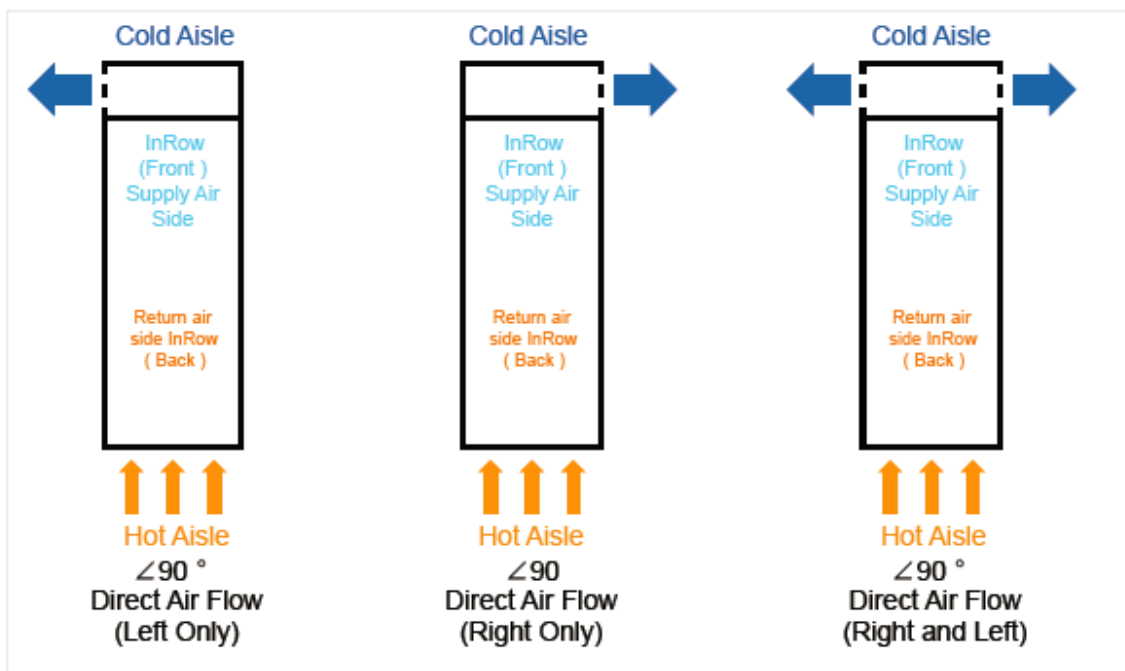 Cold Aisle
InRow
(Front )
Supply Air
Side
Return air
side InRow
( Back )
Hot Aisle
∠90 °
Direct Air Flow
(Left Only)
Cold Aisle
InRow
(Front )
Supply Air
Side
Return air
side InRow
( Back )
Hot Aisle
∠90
Direct Air Flow
(Right Only)
Cold Aisle
InRow
(Front )
Supply Air
Side
Return air
side InRow
( Back )
Hot Aisle
∠90 °
Direct Air Flow
(Right and Left)